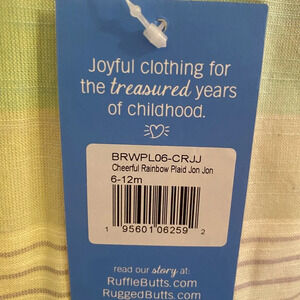 Joyful clothing for
the treasured years
of childhood.
BRWPL06-CRJJ
Cheerful Rainbow Plaid Jon Jon
6-12m
1 95601 06259 2
read our story at:
RuffleButts.com
RuggedButts.com